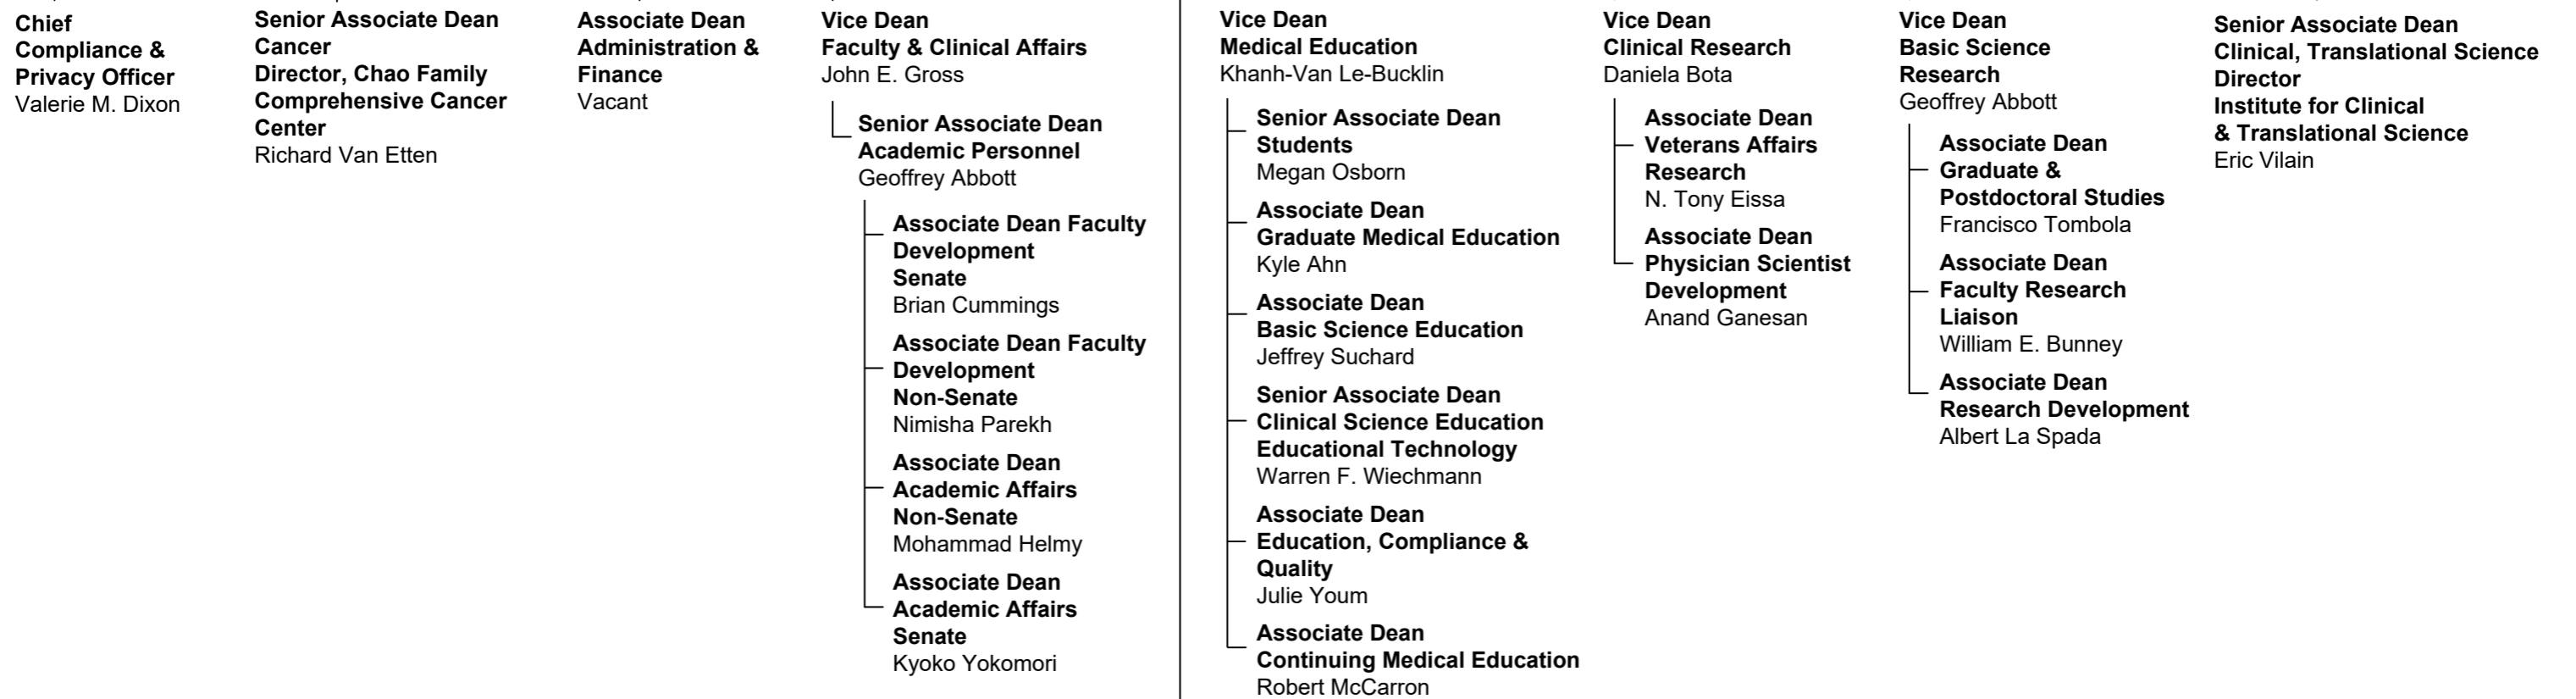 Chief
Compliance &
Privacy Officer
Valerie M. Dixon
Senior Associate Dean
Cancer
Director, Chao Family
Comprehensive Cancer
Center
Richard Van Etten
Associate Dean
Administration &
Finance
Vacant
Vice Dean
Faculty & Clinical Affairs
John E. Gross
Senior Associate Dean
Academic Personnel
Geoffrey Abbott
Associate Dean Faculty
Development
Senate
Brian Cummings
Associate Dean Faculty
Development
Non-Senate
Nimisha Parekh
Associate Dean
Academic Affairs
Non-Senate
Mohammad Helmy
Associate Dean
Academic Affairs
Senate
Kyoko Yokomori
Vice Dean
Medical Education
Khanh-Van Le-Bucklin
Senior Associate Dean
Students
Megan Osborn
Associate Dean
Graduate Medical Education
Kyle Ahn
Associate Dean
Basic Science Education
Jeffrey Suchard
Senior Associate Dean
Clinical Science Education
Educational Technology
Warren F. Wiechmann
Associate Dean
Education, Compliance &
Quality
Julie Youm
Associate Dean
Continuing Medical Education
Robert McCarron
Vice Dean
Clinical Research
Daniela Bota
Associate Dean
Veterans Affairs
Research
N. Tony Eissa
Associate Dean
Physician Scientist
Development
Anand Ganesan
Vice Dean
Basic Science
Research
Geoffrey Abbott
Associate Dean
Graduate &
Postdoctoral Studies
Francisco Tombola
Associate Dean
Faculty Research
Liaison
William E. Bunney
Associate Dean
Research Development
Albert La Spada
Senior Associate Dean
Clinical, Translational Science
Director
Institute for Clinical
& Translational Science
Eric Vilain